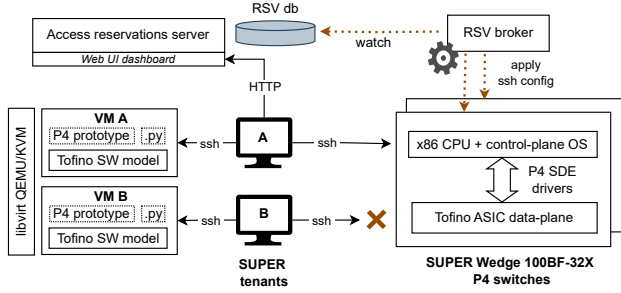 RSV db
Access reservations server
Web UI dashboard
watch
RSV broker
apply
ssh config
HTTP
libvirt QEMU/KVM
VM A
P4 prototype
.py
Tofino SW model
ssh
A
ssh
x86 CPU + control-plane OS
P4 SDE
drivers
Tofino ASIC data-plane
VM B
P4 prototype
.py
Tofino SW model
ssh
B
ssh
SUPER
tenants
SUPER Wedge 100BF-32X
P4 switches